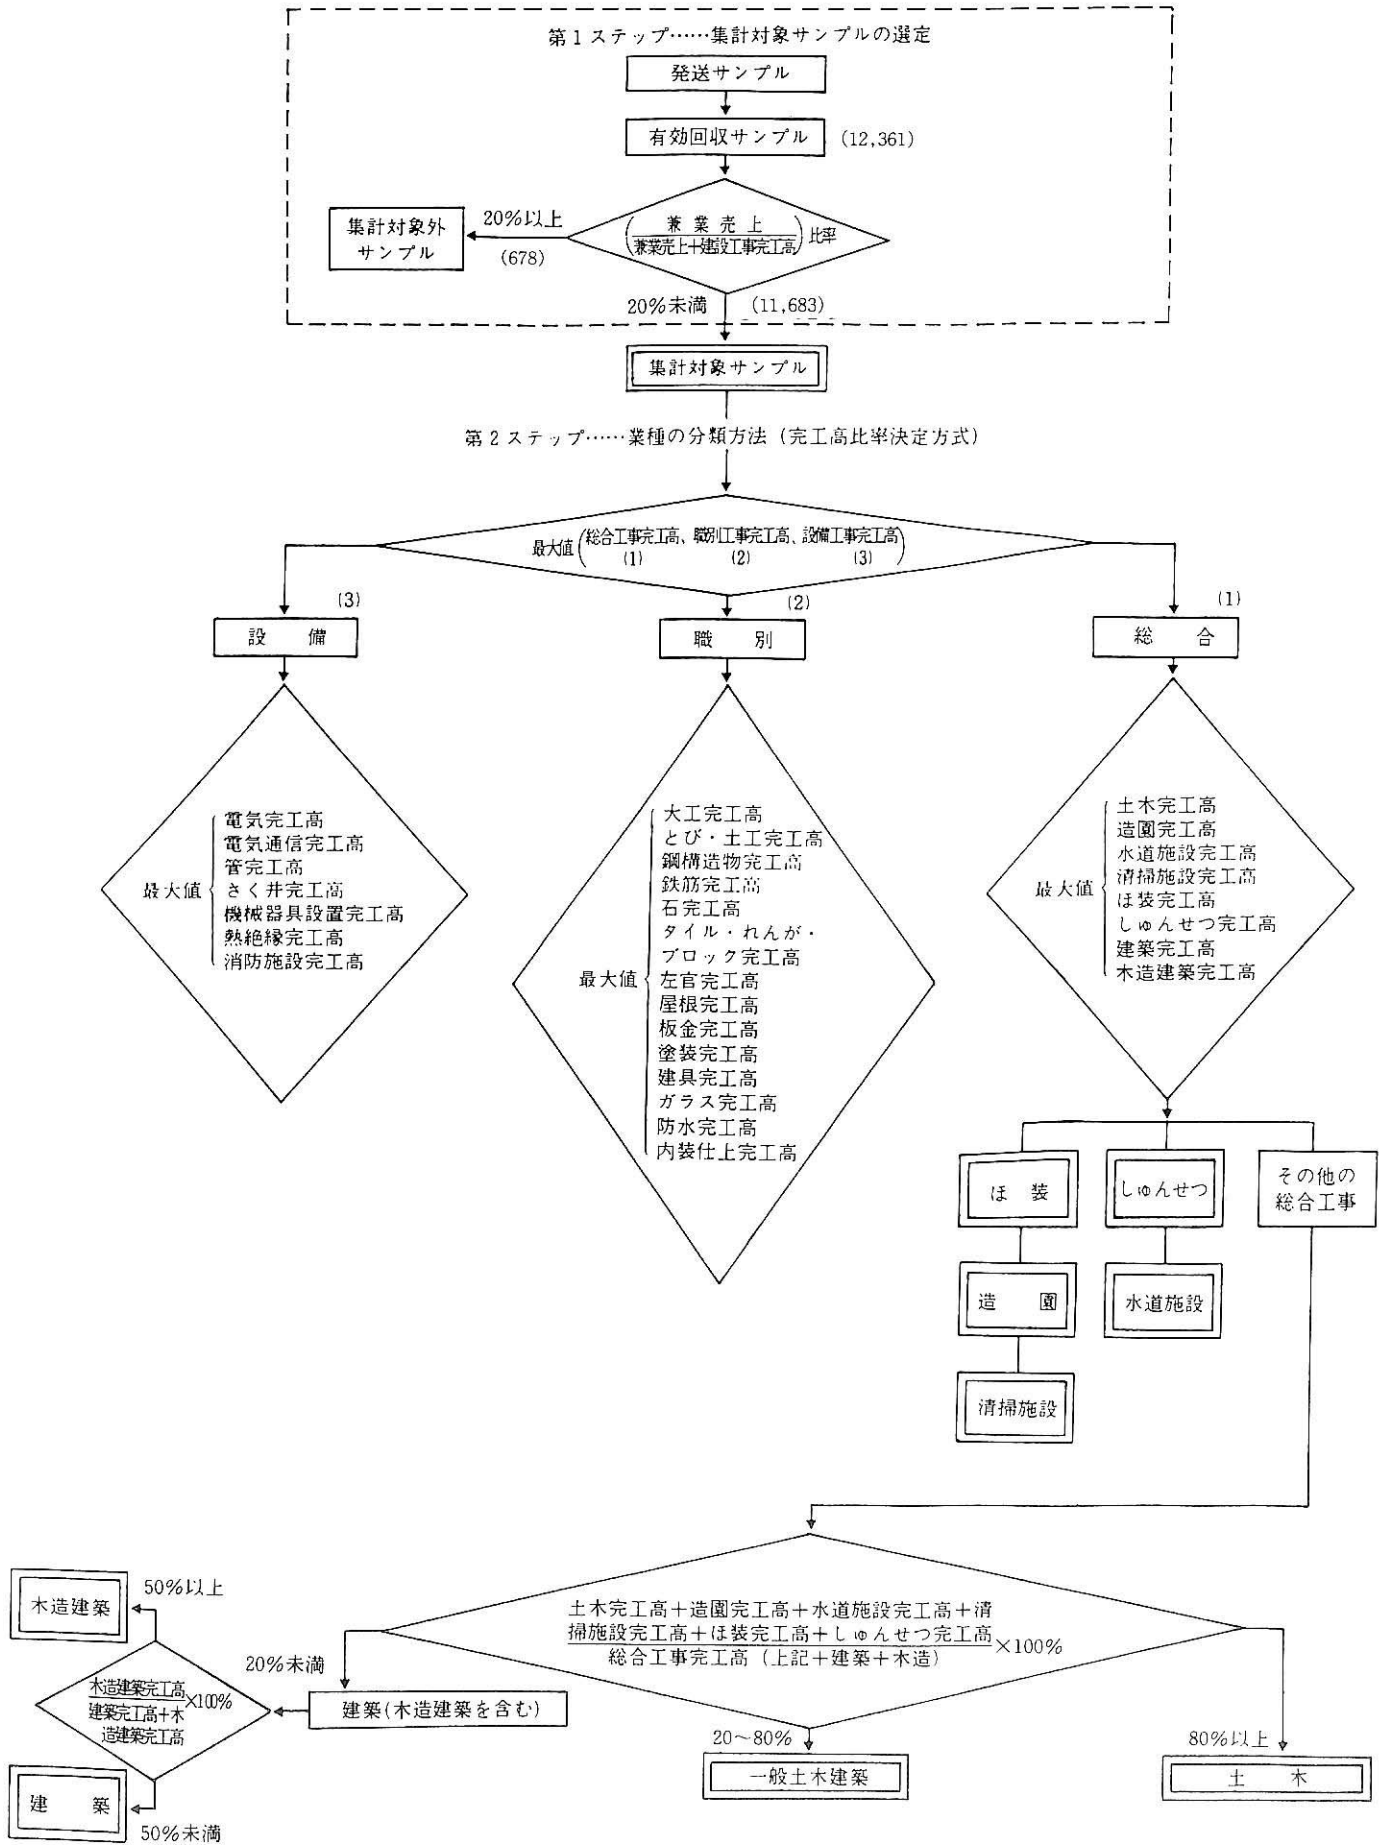 第1ステップ……集計対象サンプルの選定
発送サンプル
有効回収サンプル
(12,361)
兼業売上
兼業売上+建設工事完工高
比率
20%以上
(678)
集計対象外
サンプル
20%未満
(11,683)
集計対象サンプル
第2ステップ……業種の分類方法（完工高比率決定方式）
最大値(総合工事完工高、職別工事完工高、設備工事完工高)
(1) (2) (3)
(3)
設備
(2)
職別
(1)
総合
最大値
電気完工高
電気通信完工高
管完工高
さく井完工高
機械器具設置完工高
熱絶縁完工高
消防施設完工高
最大値
大工完工高
とび・土工完工高
鋼構造物完工高
鉄筋完工高
石完工高
タイル・れんが・
ブロック完工高
左官完工高
屋根完工高
板金完工高
塗装完工高
建具完工高
ガラス完工高
防水完工高
内装仕上完工高
最大値
土木完工高
造園完工高
水道施設完工高
清掃施設完工高
ほ装完工高
しゅんせつ完工高
建築完工高
木造建築完工高
ほ装
しゅんせつ
その他の
総合工事
造園
水道施設
清掃施設
土木完工高+造園完工高+水道施設完工高+清
掃施設完工高+ほ装完工高+しゅんせつ完工高
総合工事完工高（上記+建築+木造）
×100%
20%未満
建築(木造建築を含む)
20～80%
一般土木建築
80%以上
土木
木造建築完工高
建築完工高+木
造建築完工高
×100%
50%以上
木造建築
50%未満
建築